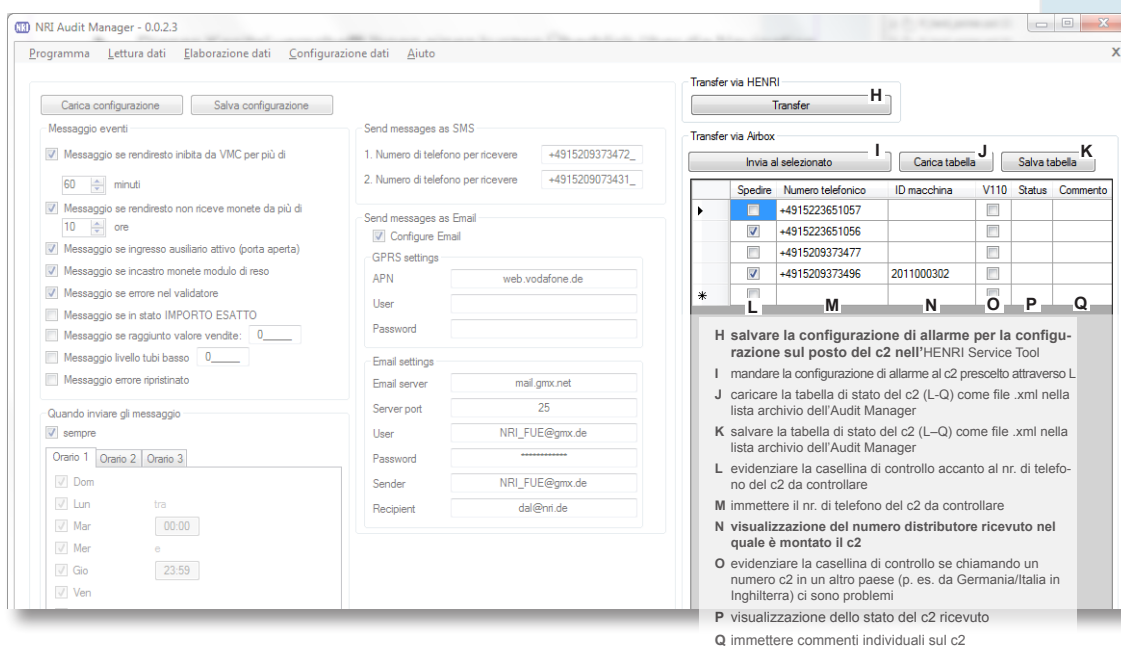 NRI Audit Manager - 0.0.2.3
Programma Lettura dati Elaborazione dati Configurazione dati Aiuto X
Carica configurazione Salva configurazione
Messaggio eventi
Messaggio se rendiresto inibita da VMC per più di
60 minuti
Messaggio se rendiresto non riceve monete da più di
10 ore
Messaggio se ingresso ausiliario attivo (porta aperta)
Messaggio se incastro monete modulo di reso
Messaggio se errore nel validatore
Messaggio se in stato IMPORTO ESATTO
Messaggio se raggiunto valore vendite: 0_____
Messaggio livello tubi basso 0_____
Messaggio errore ripristinato
Quando inviare gli messaggio
sempre
Orario 1 Orario 2 Orario 3
Dom
Lun tra
Mar 00:00
Mer e
Gio 23:59
Ven
Send messages as SMS
1. Numero di telefono per ricevere +4915209373472_
2. Numero di telefono per ricevere +4915209073431_
Send messages as Email
Configure Email
GPRS settings
APN web.vodafone.de
User
Password
Email settings
Email server mail.gmx.net
Server port 25
User NRI_FUE@gmx.de
Password ************
Sender NRI_FUE@gmx.de
Recipient dal@nri.de
Transfer via HENRI
Transfer H
Transfer via Airbox
Invia al selezionato I Carica tabella J Salva tabella K
Spedire Numero telefonico ID macchina V110 Status Commento
+4915223651057
+4915223651056
+4915209373477
+4915209373496 2011000302
L M N O P Q
H salvare la configurazione di allarme per la configu-
razione sul posto del c2 nell'HENRI Service Tool
I mandare la configurazione di allarme al c2 prescelto attraverso L
J caricare la tabella di stato del c2 (L-Q) come file .xml nella
lista archivio dell'Audit Manager
K salvare la tabella di stato del c2 (L–Q) come file .xml nella
lista archivio dell'Audit Manager
L evidenziare la casellina di controllo accanto al nr. di telefo-
no del c2 da controllare
M immettere il nr. di telefono del c2 da controllare
N visualizzazione del numero distributore ricevuto nel
quale è montato il c2
O evidenziare la casellina di controllo se chiamando un
numero c2 in un altro paese (p. es. da Germania/Italia in
Inghilterra) ci sono problemi
P visualizzazione dello stato del c2 ricevuto
Q immettere commenti individuali sul c2